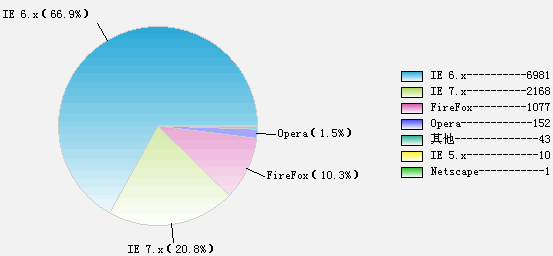 IE 6.x(66.9%)
Opera(1.5%)
FireFox(10.3%)
IE 7.x(20.8%)
IE 6.x----------6981
IE 7.x----------2168
FireFox---------1077
Opera------------152
其他--------------43
IE 5.x------------10
Netscape-----------1